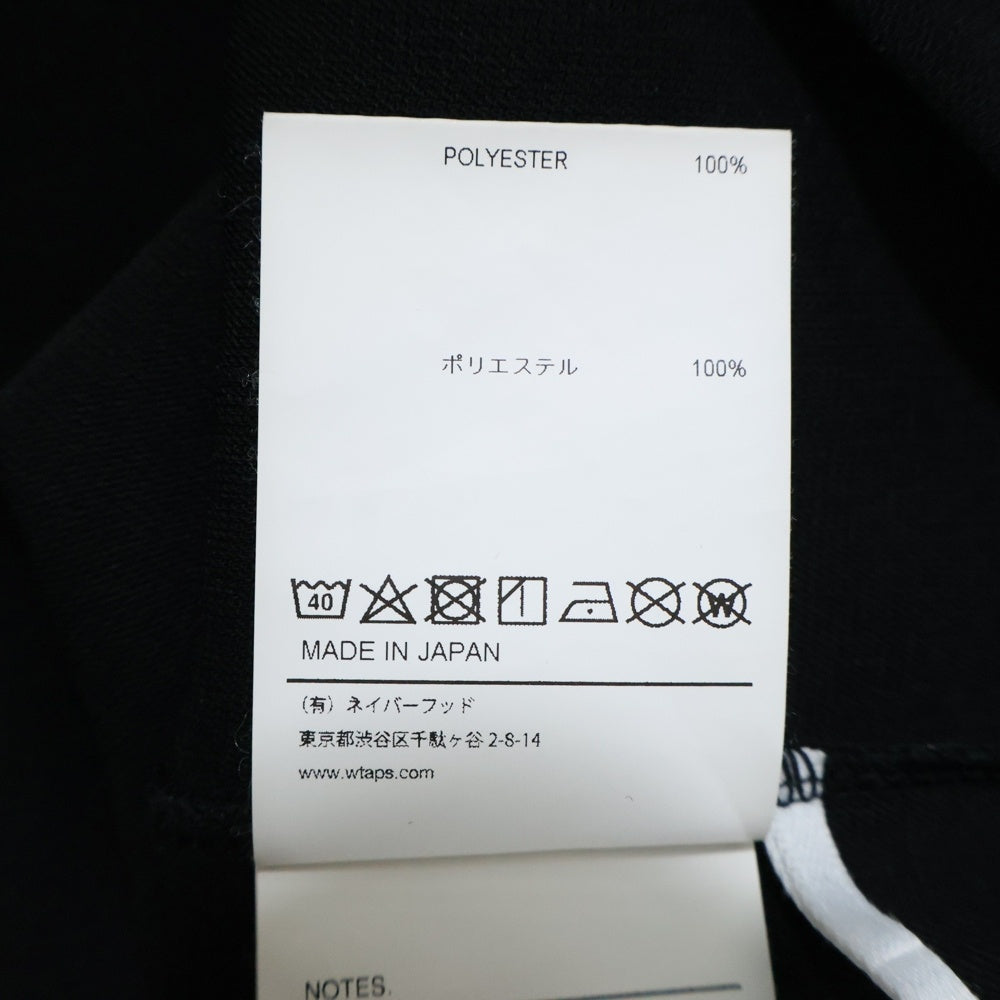 POLYESTER 100%
ポリエステル 100%
40 W
MADE IN JAPAN
（有）ネイバーフッド
東京都渋谷区千駄ヶ谷 2-8-14
www.wtaps.com
NOTES.